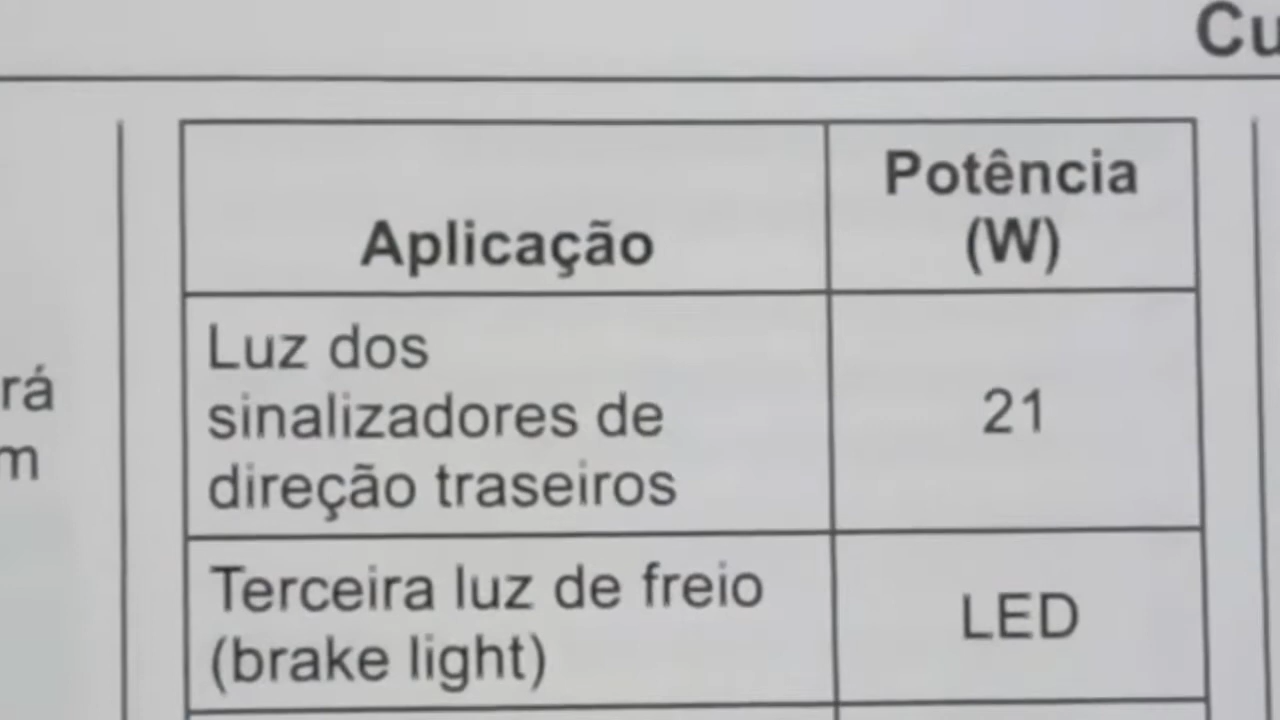 Cu
rá
m
Aplicação
Potência
(W)
Luz dos
sinalizadores de
direção traseiros
21
Terceira luz de freio
(brake light)
LED